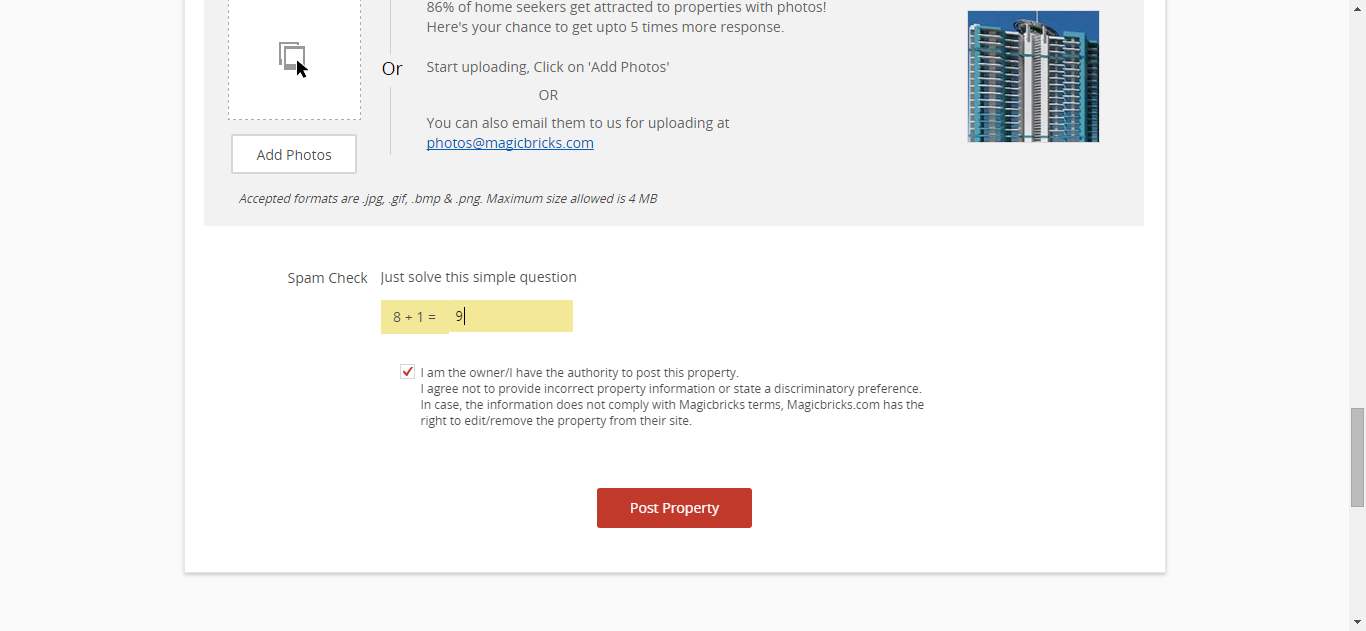 86% of home seekers get attracted to properties with photos!
Here's your chance to get upto 5 times more response.
Or
Start uploading, Click on 'Add Photos'
OR
You can also email them to us for uploading at
photos@magicbricks.com
Add Photos
Accepted formats are .jpg, .gif, .bmp & .png. Maximum size allowed is 4 MB
Spam Check Just solve this simple question
8 + 1 = 9
I am the owner/I have the authority to post this property.
I agree not to provide incorrect property information or state a discriminatory preference.
In case, the information does not comply with Magicbricks terms, Magicbricks.com has the
right to edit/remove the property from their site.
Post Property